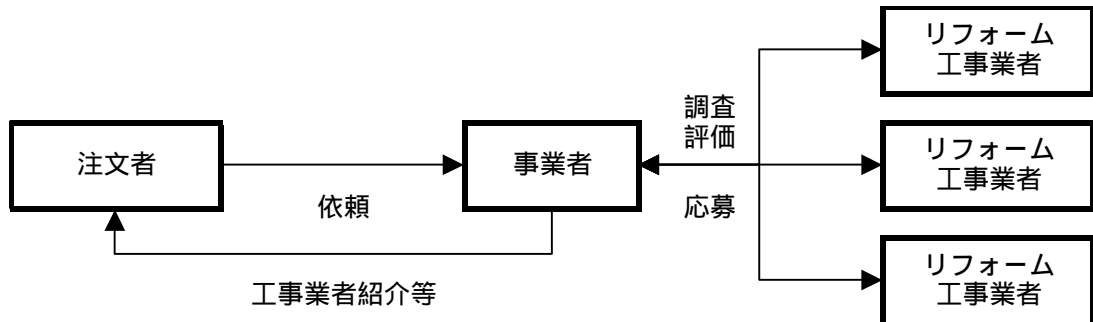 リフォーム
工事業者
調査
評価
注文者
事業者
リフォーム
工事業者
依頼
応募
リフォーム
工事業者
工事業者紹介等